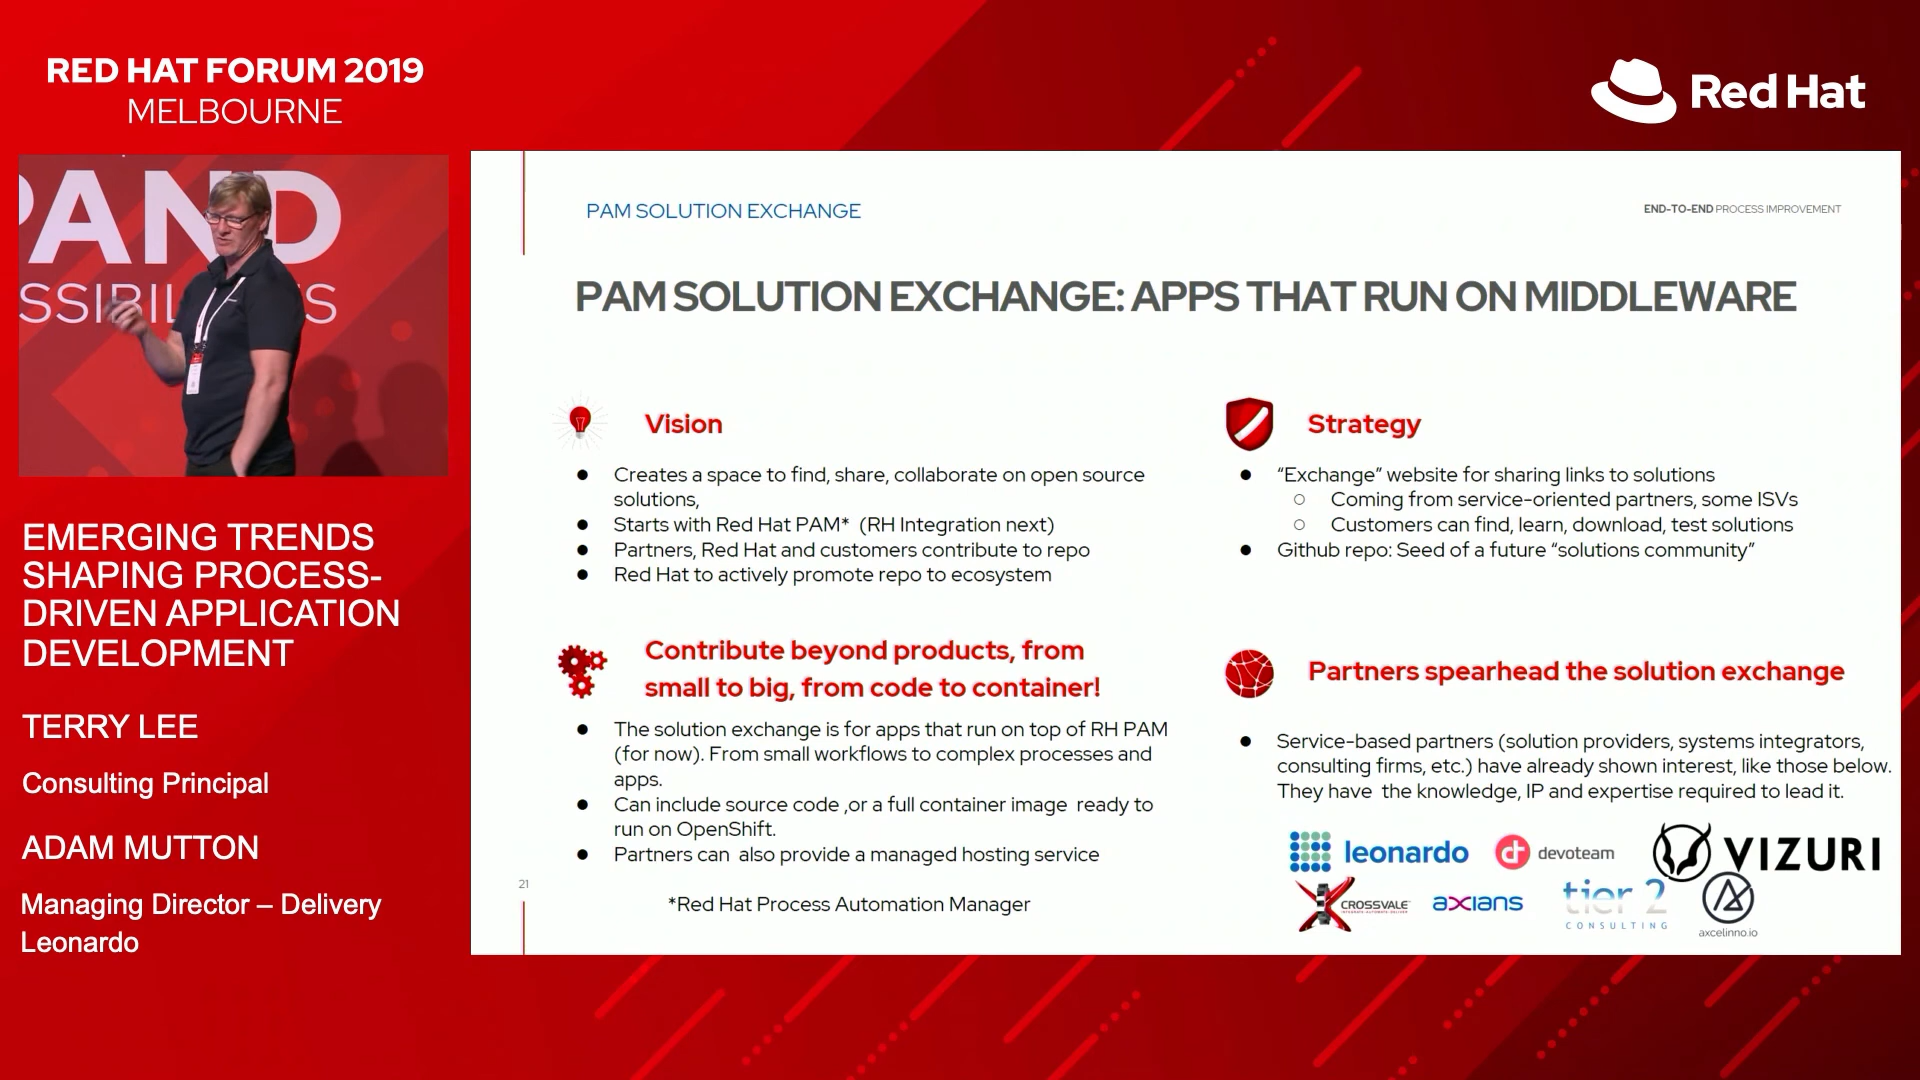 RED HAT FORUM 2019
MELBOURNE
Red Hat
PAND
SSIBILI
S
EMERGING TRENDS
SHAPING PROCESS-
DRIVEN APPLICATION
DEVELOPMENT
TERRY LEE
Consulting Principal
ADAM MUTTON
Managing Director – Delivery
Leonardo
PAM SOLUTION EXCHANGE
END-TO-END PROCESS IMPROVEMENT
PAM SOLUTION EXCHANGE: APPS THAT RUN ON MIDDLEWARE
Vision
● Creates a space to find, share, collaborate on open source
solutions,
● Starts with Red Hat PAM* (RH Integration next)
● Partners, Red Hat and customers contribute to repo
● Red Hat to actively promote repo to ecosystem
Strategy
● “Exchange” website for sharing links to solutions
○ Coming from service-oriented partners, some ISVs
○ Customers can find, learn, download, test solutions
● Github repo: Seed of a future “solutions community”
Contribute beyond products, from
small to big, from code to container!
● The solution exchange is for apps that run on top of RH PAM
(for now). From small workflows to complex processes and
apps.
● Can include source code ,or a full container image ready to
run on OpenShift.
● Partners can also provide a managed hosting service
*Red Hat Process Automation Manager
21
Partners spearhead the solution exchange
● Service-based partners (solution providers, systems integrators,
consulting firms, etc.) have already shown interest, like those below.
They have the knowledge, IP and expertise required to lead it.
leonardo
devoteam
VIZURI
CROSSVALE
INTEGRATE·AUTOMATE·DELIVER
axians
tier 2
CONSULTING
axcelinno.io